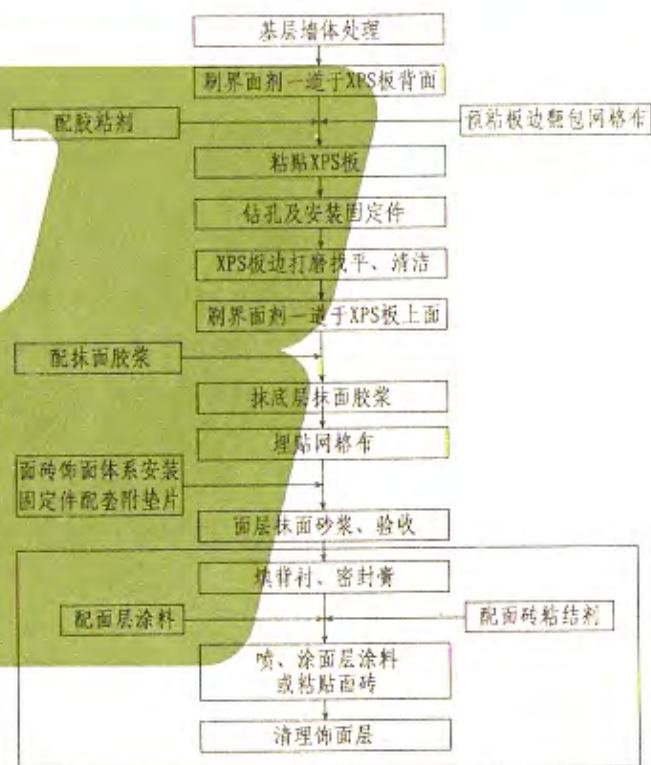 基层墙体处理
刷界面剂一道于XPS板背面
配胶粘剂
预粘板边翻包网格布
粘贴XPS板
钻孔及安装固定件
XPS板边打磨找平、清洁
刷界面剂一道于XPS板上面
配抹面胶浆
抹底层抹面胶浆
埋贴网格布
面砖饰面体系安装
固定件配套附垫片
面层抹面砂浆、验收
填背衬、密封膏
配面层涂料
配面砖粘结剂
喷、涂面层涂料
或粘贴面砖
清理饰面层